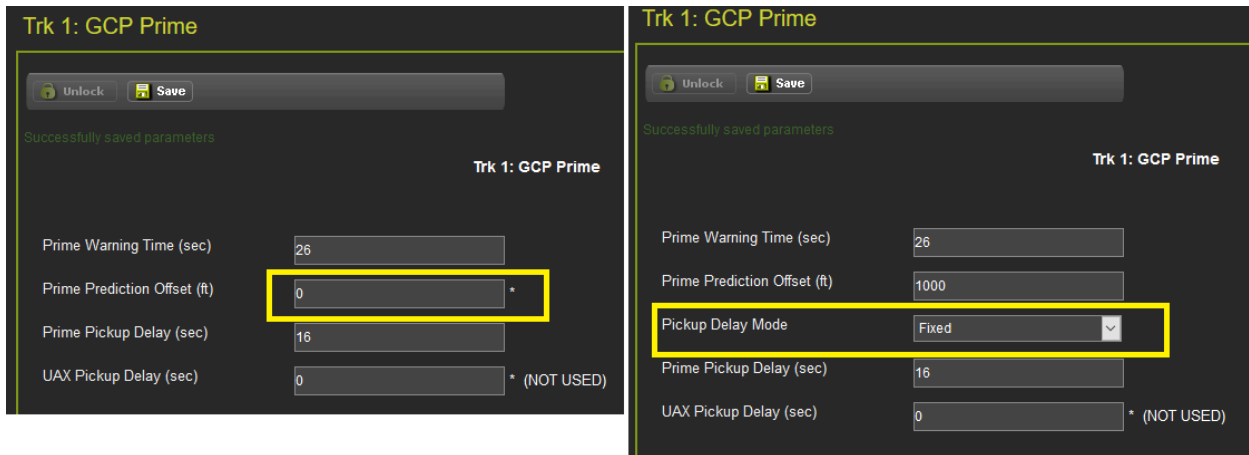 Trk 1: GCP Prime
Unlock Save
Successfully saved parameters
Trk 1: GCP Prime
Prime Warning Time (sec) 26
Prime Prediction Offset (ft) 0 *
Prime Pickup Delay (sec) 16
UAX Pickup Delay (sec) 0 * (NOT USED)
Trk 1: GCP Prime
Unlock Save
Successfully saved parameters
Trk 1: GCP Prime
Prime Warning Time (sec) 26
Prime Prediction Offset (ft) 1000
Pickup Delay Mode Fixed
Prime Pickup Delay (sec) 16
UAX Pickup Delay (sec) 0 * (NOT USED)